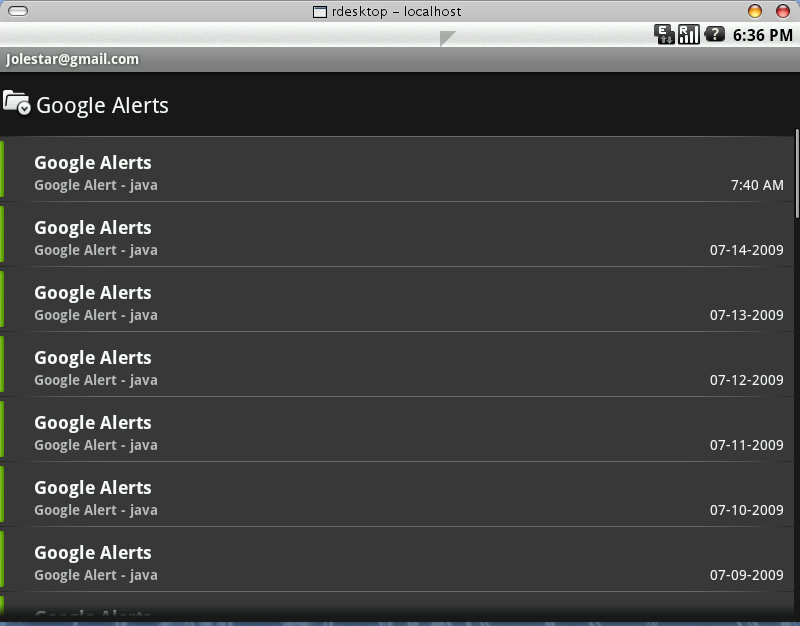 rdesktop - localhost
E R ? 6:36 PM
Jolestar@gmail.com
Google Alerts
Google Alerts
Google Alert - java 7:40 AM
Google Alerts
Google Alert - java 07-14-2009
Google Alerts
Google Alert - java 07-13-2009
Google Alerts
Google Alert - java 07-12-2009
Google Alerts
Google Alert - java 07-11-2009
Google Alerts
Google Alert - java 07-10-2009
Google Alerts
Google Alert - java 07-09-2009
Google Alerts